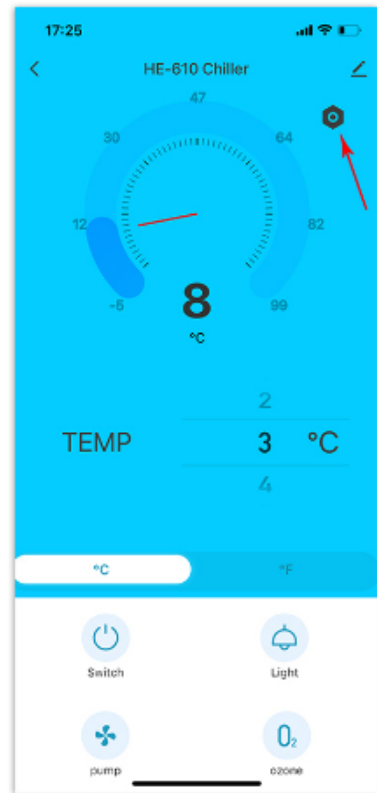 17:25
HE-610 Chiller
47
30
64
12
82
-5
99
8
°C
2
TEMP
3 °C
4
°C
°F
Switch
Light
O₂
pump
ozone